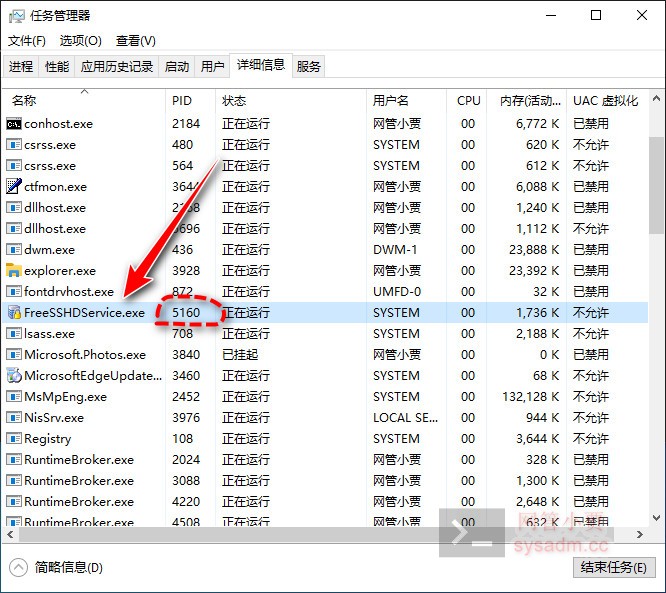 任务管理器
文件(F) 选项(O) 查看(V)
进程 性能 应用历史记录 启动 用户 详细信息 服务
名称 PID 状态 用户名 CPU 内存(活动... UAC 虚拟化
conhost.exe 2184 正在运行 网管小贾 00 6,772 K 已禁用
csrss.exe 480 正在运行 SYSTEM 00 620 K 不允许
csrss.exe 564 正在运行 SYSTEM 00 612 K 不允许
ctfmon.exe 3644 正在运行 网管小贾 00 6,088 K 已禁用
dllhost.exe 正在运行 网管小贾 00 1,240 K 已禁用
dllhost.exe 正在运行 SYSTEM 00 1,112 K 不允许
dwm.exe 436 正在运行 DWM-1 00 23,888 K 已禁用
explorer.exe 3928 正在运行 网管小贾 00 23,392 K 已禁用
fontdrvhost.exe 872 正在运行 UMFD-0 00 32 K 已禁用
FreeSSHDService.exe 5160 正在运行 SYSTEM 00 1,736 K 不允许
lsass.exe 708 正在运行 SYSTEM 00 2,188 K 不允许
Microsoft.Photos.exe 3840 已挂起 网管小贾 00 0 K 已禁用
MicrosoftEdgeUpdate... 3460 正在运行 SYSTEM 00 68 K 不允许
MsMpEng.exe 2452 正在运行 SYSTEM 00 132,128 K 不允许
NisSrv.exe 3976 正在运行 LOCAL SE... 00 944 K 不允许
Registry 108 正在运行 SYSTEM 00 3,644 K 不允许
RuntimeBroker.exe 2024 正在运行 网管小贾 00 328 K 已禁用
RuntimeBroker.exe 3088 正在运行 网管小贾 00 1,300 K 已禁用
RuntimeBroker.exe 4220 正在运行 网管小贾 00 2,648 K 已禁用
RuntimeBroker.exe 4508 正在运行 网管小贾 00 632 K 已禁用
网管小贾
sysadm.cc
简略信息(D) 结束任务(E)